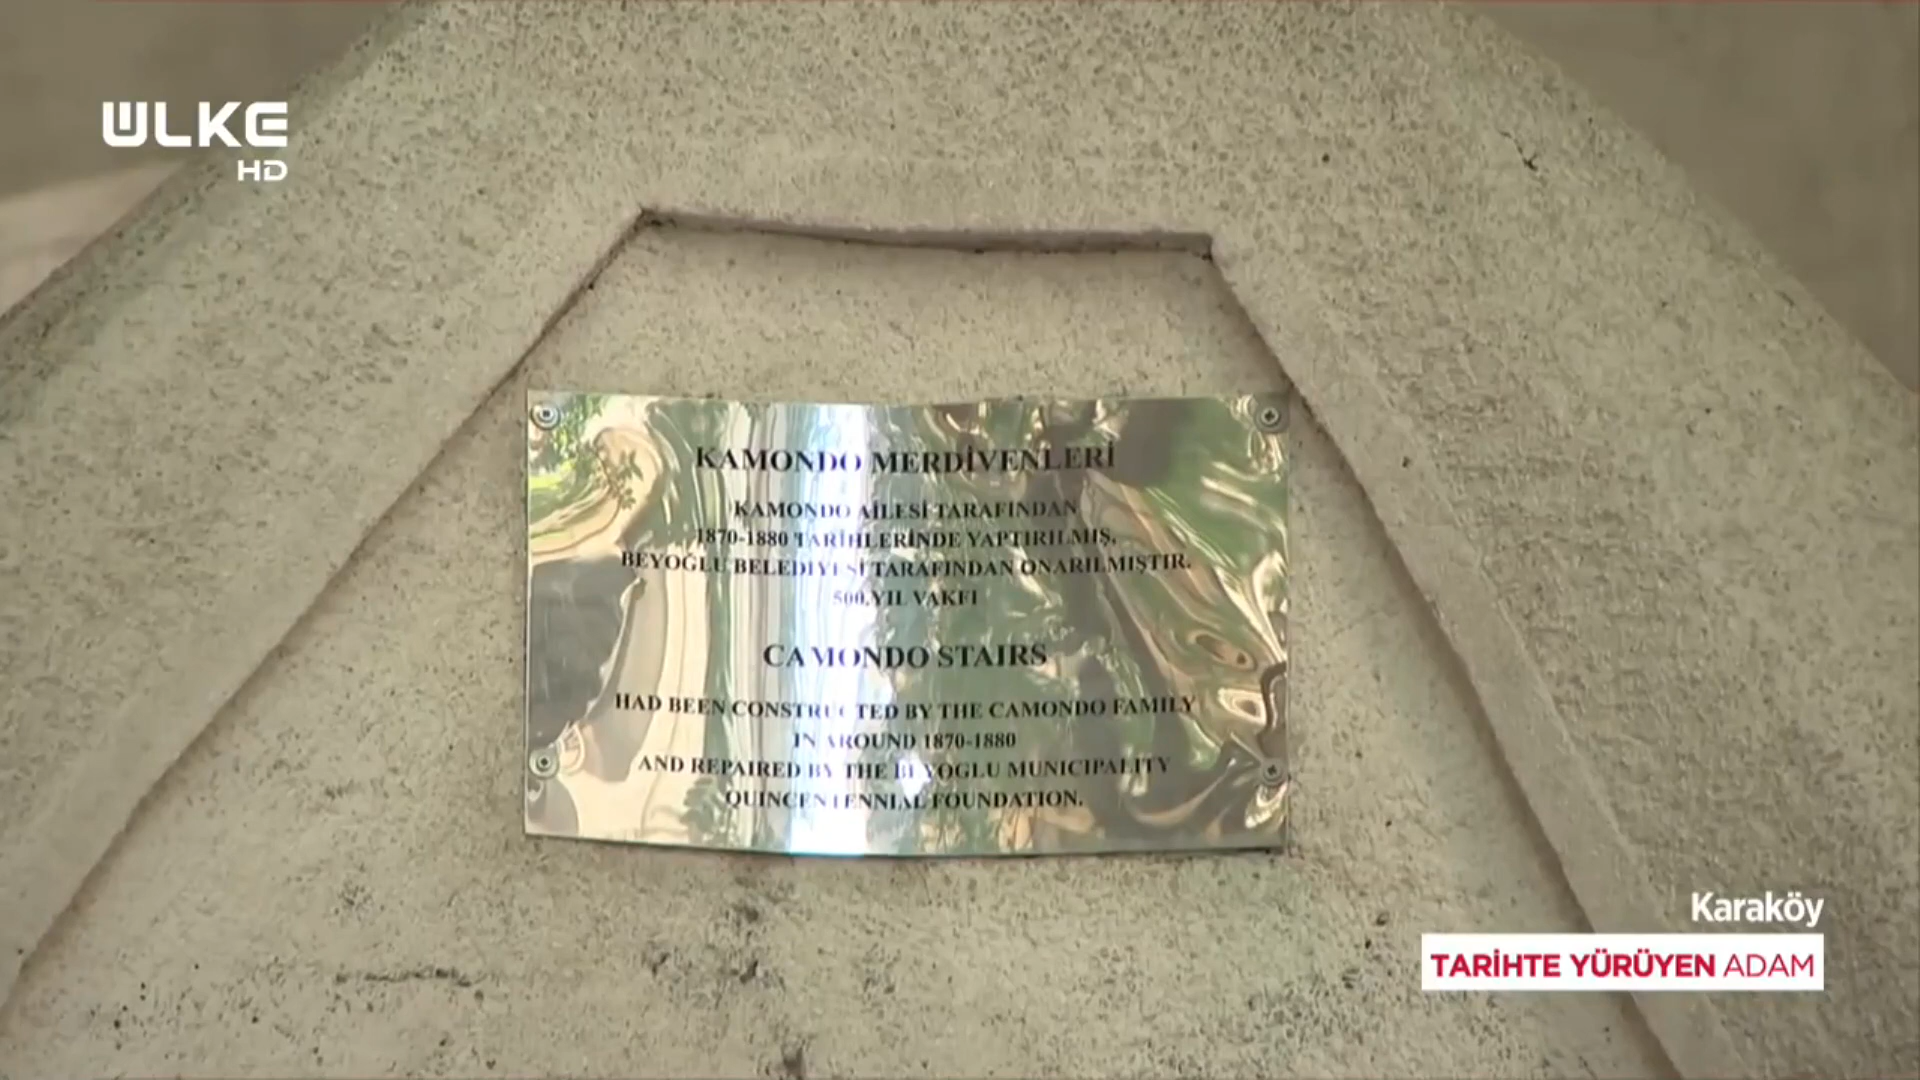 ÜLKE
HD
KAMONDO MERDİVENLERİ
KAMONDO AİLESİ TARAFINDAN
1870-1880 TARİHLERİNDE YAPTIRILMIŞ,
BEYOĞLU BELEDİYESİ TARAFINDAN ONARILMIŞTIR.
500.YIL VAKFI
CAMONDO STAIRS
HAD BEEN CONSTRUCTED BY THE CAMONDO FAMILY
IN AROUND 1870-1880
AND REPAIRED BY THE BEYOGLU MUNICIPALITY
QUINCENTENNIAL FOUNDATION.
Karaköy
TARİHTE YÜRÜYEN ADAM